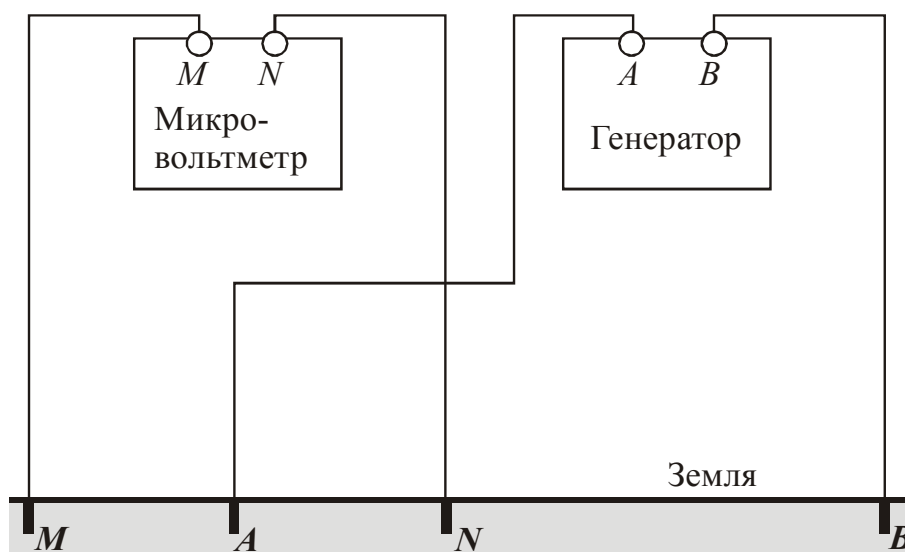 M N A B
Микро-
вольтметр
Генератор
Земля
M A N B